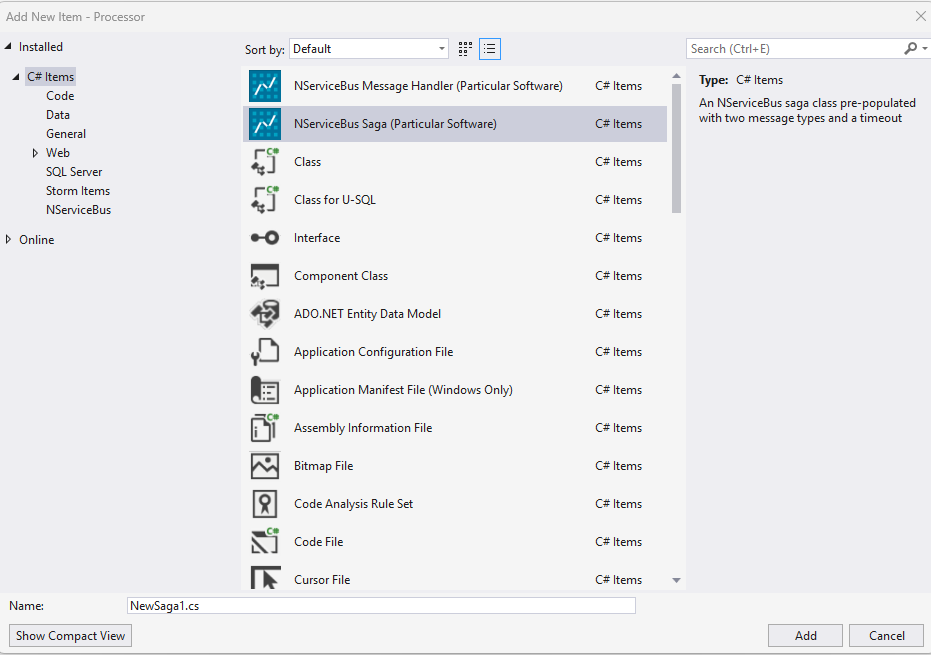 Add New Item - Processor
Installed
C# Items
Code
Data
General
Web
SQL Server
Storm Items
NServiceBus
Online
Sort by: Default
NServiceBus Message Handler (Particular Software) C# Items
NServiceBus Saga (Particular Software) C# Items
Class C# Items
Class for U-SQL C# Items
Interface C# Items
Component Class C# Items
ADO.NET Entity Data Model C# Items
Application Configuration File C# Items
Application Manifest File (Windows Only) C# Items
Assembly Information File C# Items
Bitmap File C# Items
Code Analysis Rule Set C# Items
Code File C# Items
Cursor File C# Items
Search (Ctrl+E)
Type: C# Items
An NServiceBus saga class pre-populated
with two message types and a timeout
Name: NewSaga1.cs
Show Compact View
Add Cancel